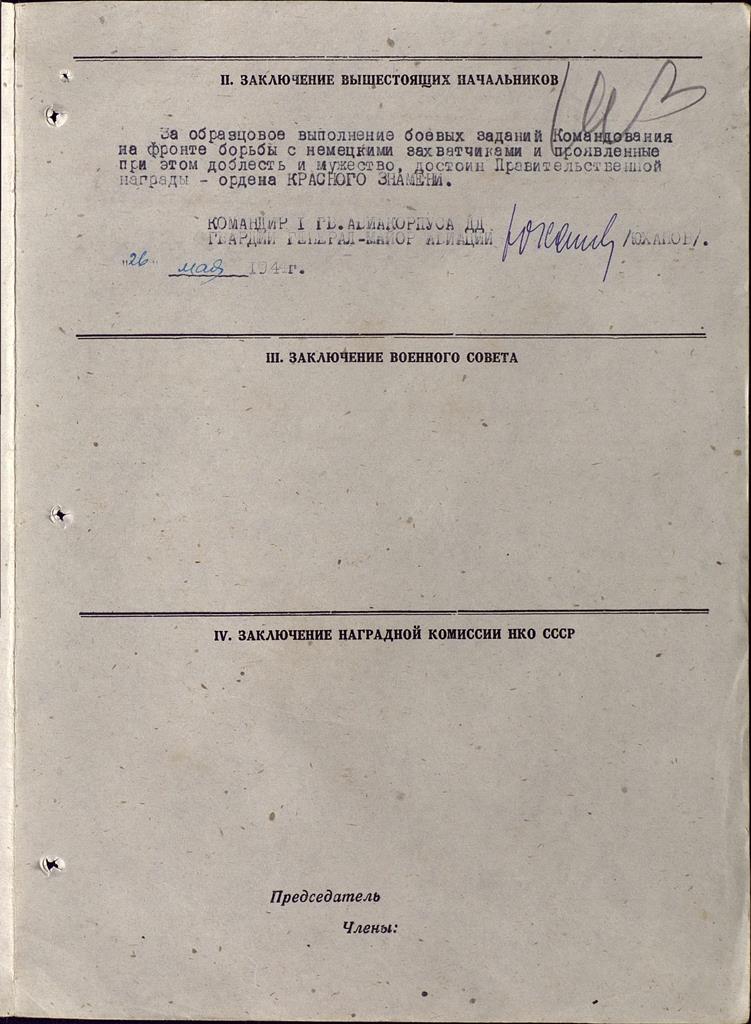 II. ЗАКЛЮЧЕНИЕ ВЫШЕСТОЯЩИХ НАЧАЛЬНИКОВ
За образцовое выполнение боевых заданий Командования
на фронте борьбы с немецкими захватчиками и проявленные
при этом доблесть и мужество, достоин Правительственной
награды - ордена КРАСНОГО ЗНАМЕНИ.
КОМАНДИР I ГВ.АВИАКОРПУСА ДД
ГВАРДИИ ГЕНЕРАЛ-МАЙОР АВИАЦИИ /ЮХАНОВ/.
"26" мая 1944г.
III. ЗАКЛЮЧЕНИЕ ВОЕННОГО СОВЕТА
IV. ЗАКЛЮЧЕНИЕ НАГРАДНОЙ КОМИССИИ НКО СССР
Председатель
Члены: